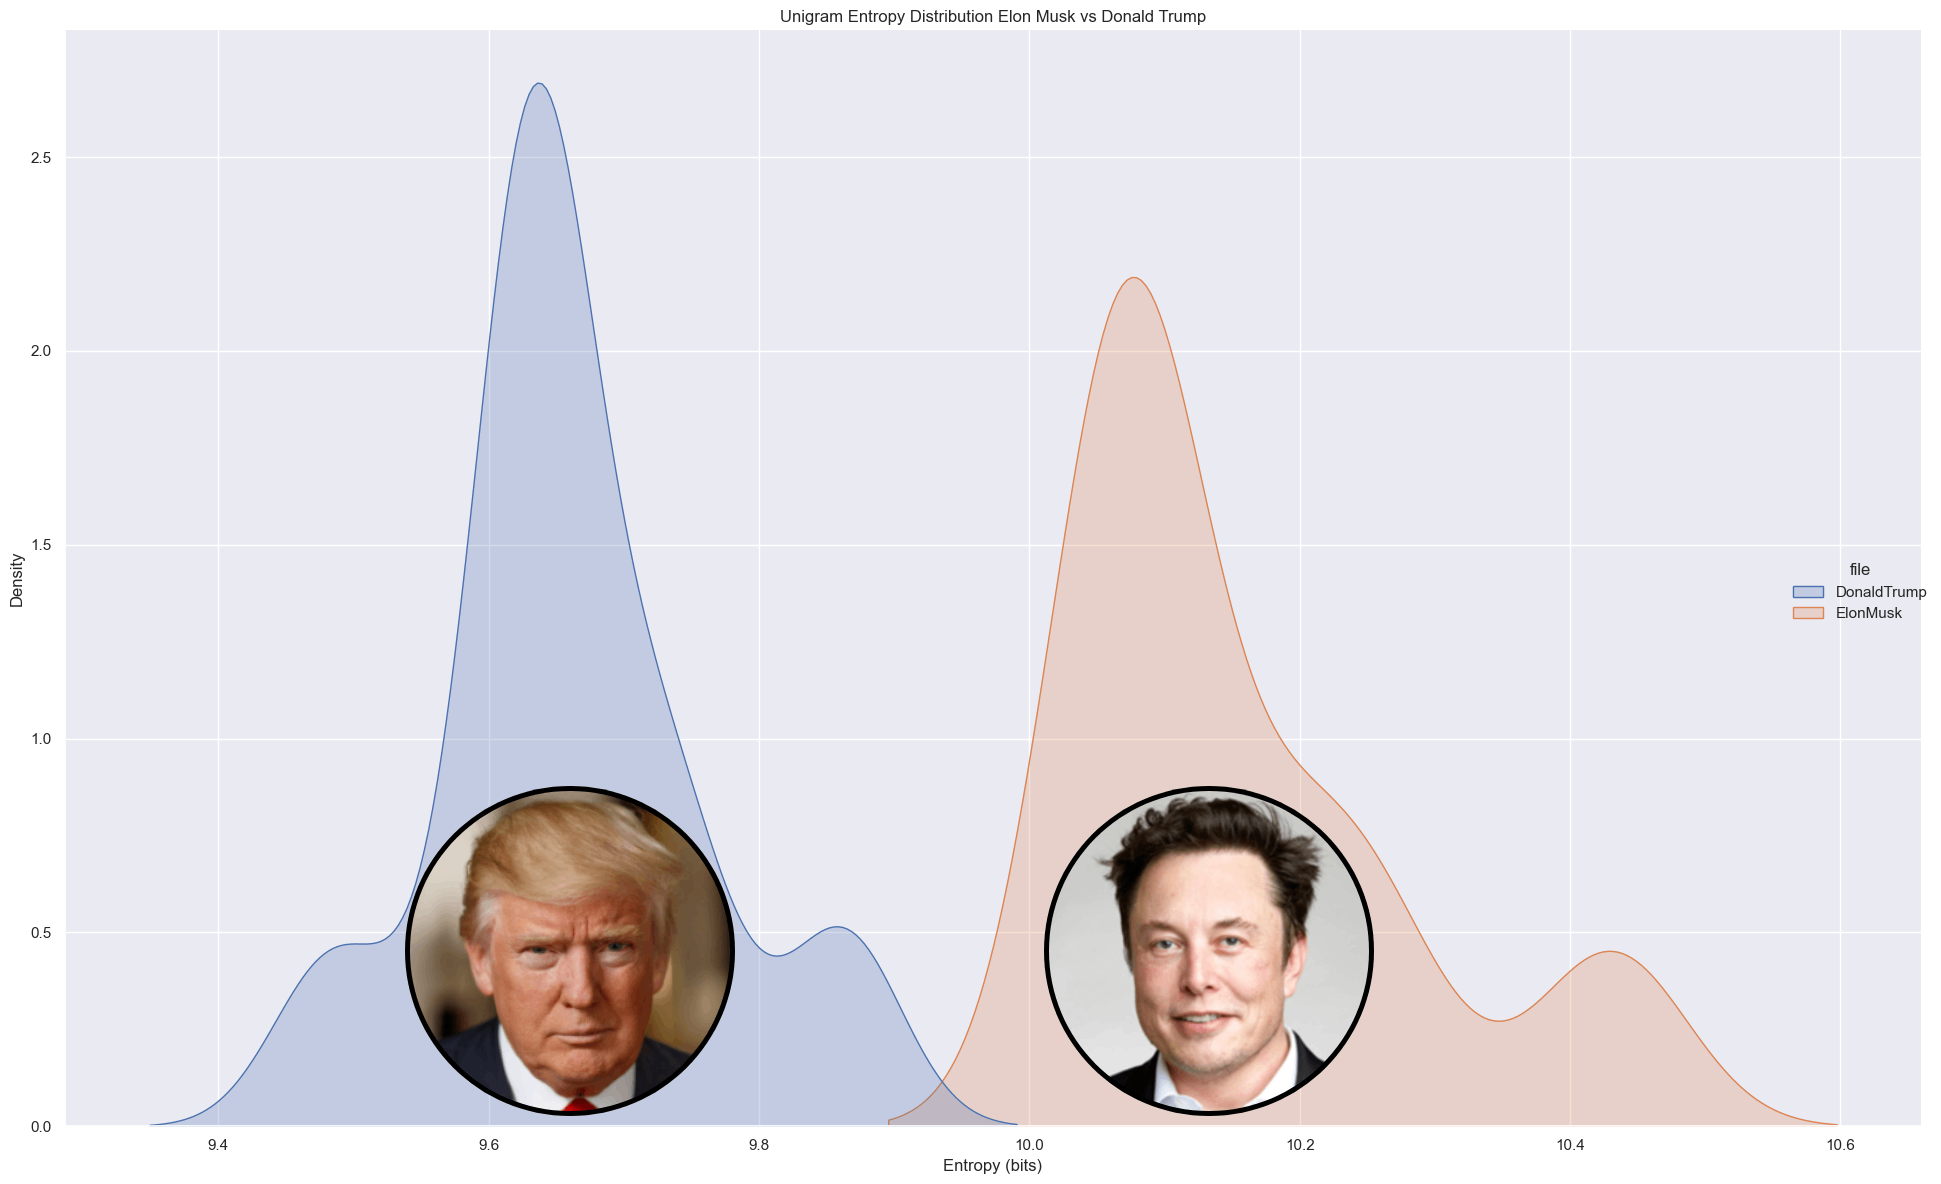 Unigram Entropy Distribution Elon Musk vs Donald Trump
2.5
2.0
1.5
1.0
0.5
0.0
Density
file
DonaldTrump
ElonMusk
9.4 9.6 9.8 10.0 10.2 10.4 10.6
Entropy (bits)